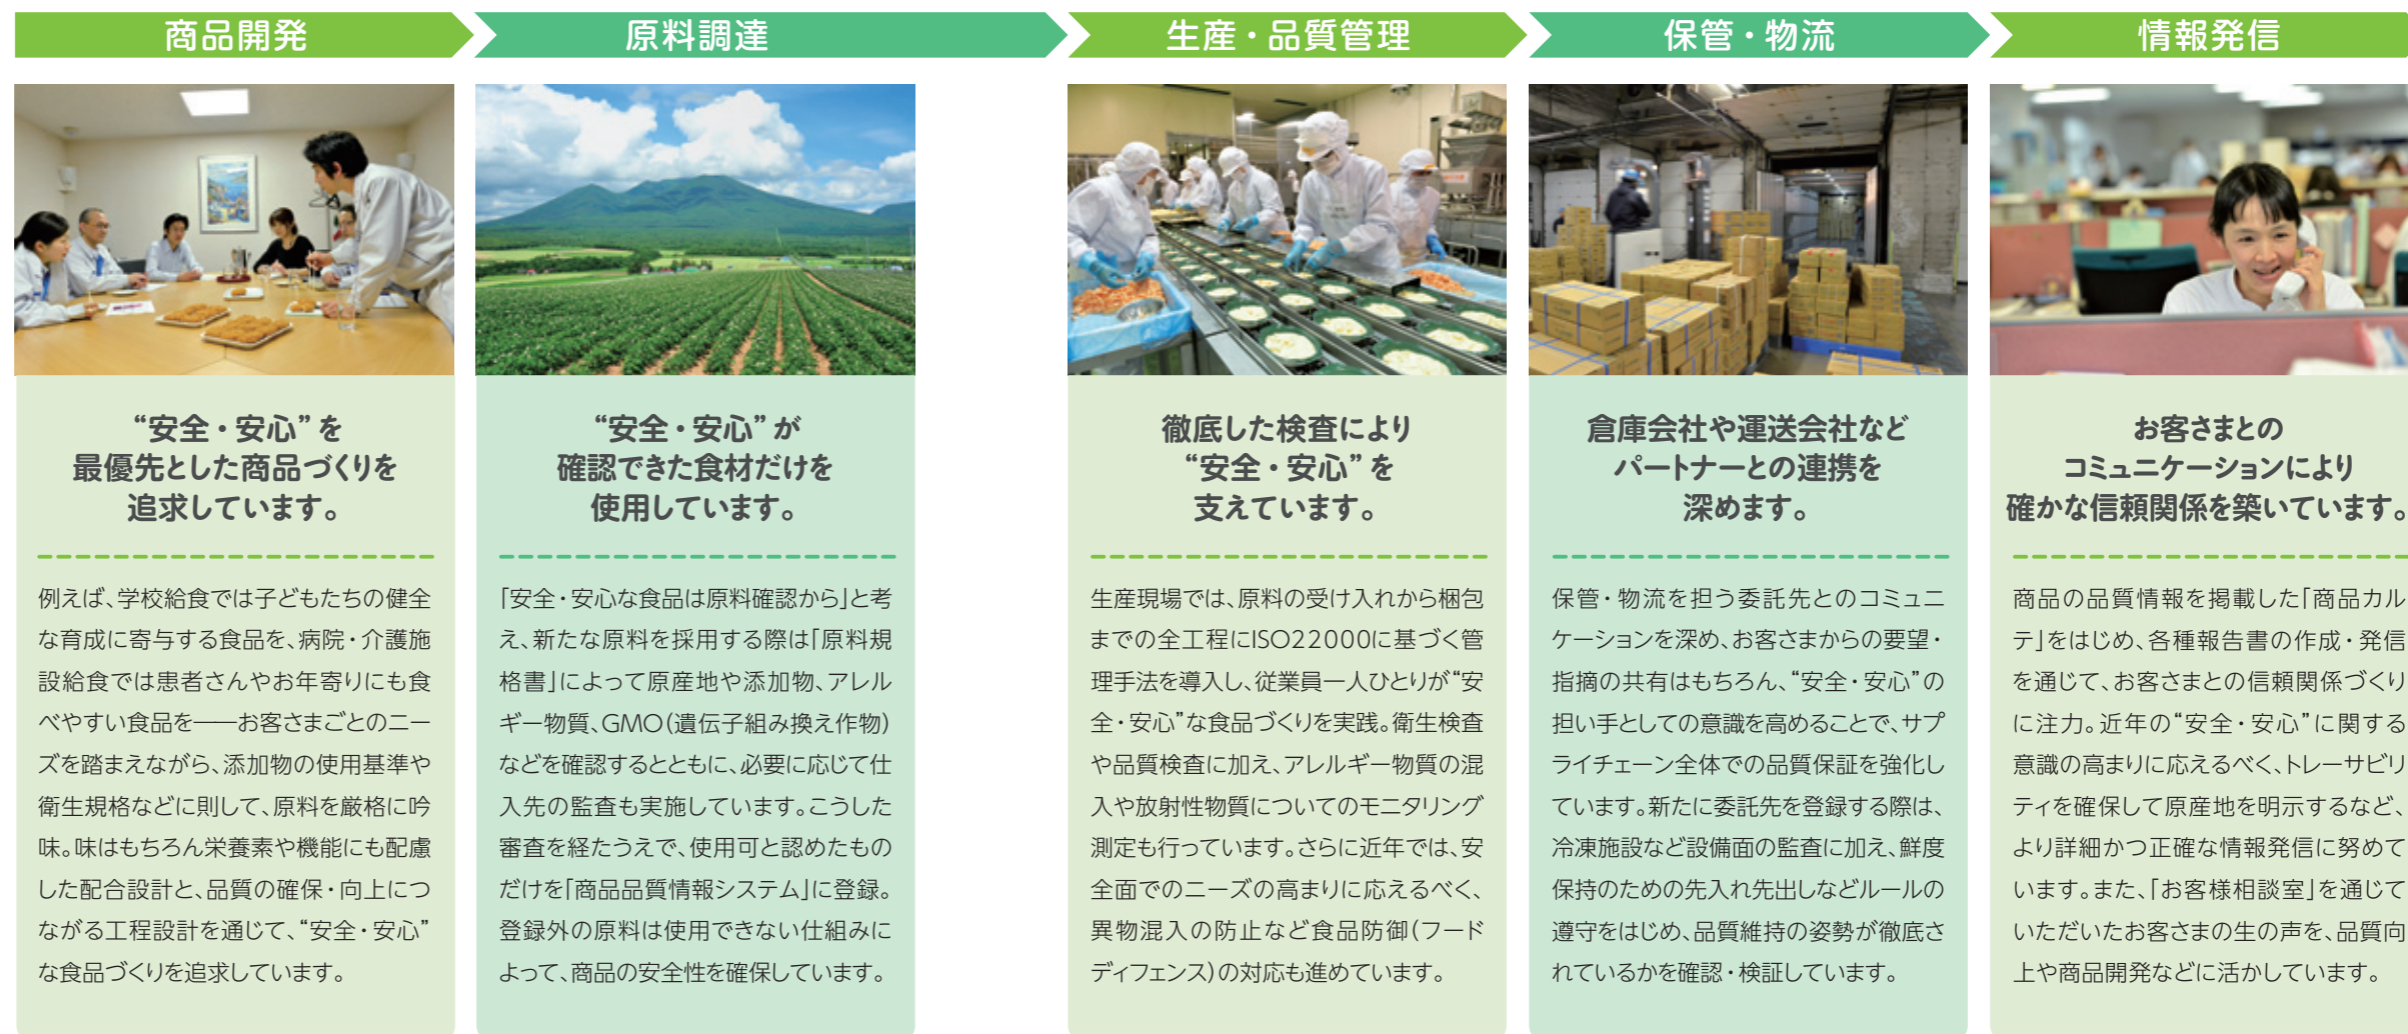 商品開発
原料調達
生産・品質管理
保管・物流
情報発信
“安全・安心”を
最優先とした商品づくりを
追求しています。
例えば、学校給食では子どもたちの健全
な育成に寄与する食品を、病院・介護施
設給食では患者さんやお年寄りにも食
べやすい食品を──お客さまごとのニー
ズを踏まえながら、添加物の使用基準や
衛生規格などに則して、原料を厳格に吟
味。味はもちろん栄養素や機能にも配慮
した配合設計と、品質の確保・向上につ
ながる工程設計を通じて、“安全・安心”
な食品づくりを追求しています。
“安全・安心”が
確認できた食材だけを
使用しています。
「安全・安心な食品は原料確認から」と考
え、新たな原料を採用する際は「原料規
格書」によって原産地や添加物、アレル
ギー物質、GMO（遺伝子組み換え作物）
などを確認するとともに、必要に応じて仕
入先の監査も実施しています。こうした
審査を経たうえで、使用可と認めたもの
だけを「商品品質情報システム」に登録。
登録外の原料は使用できない仕組みに
よって、商品の安全性を確保しています。
徹底した検査により
“安全・安心”を
支えています。
生産現場では、原料の受け入れから梱包
までの全工程にISO22000に基づく管
理手法を導入し、従業員一人ひとりが“安
全・安心”な食品づくりを実践。衛生検査
や品質検査に加え、アレルギー物質の混
入や放射性物質についてのモニタリング
測定も行っています。さらに近年では、安
全面でのニーズの高まりに応えるべく、
異物混入の防止など食品防御（フード
ディフェンス）の対応も進めています。
倉庫会社や運送会社など
パートナーとの連携を
深めます。
保管・物流を担う委託先とのコミュニ
ケーションを深め、お客さまからの要望・
指摘の共有はもちろん、“安全・安心”の
担い手としての意識を高めることで、サプ
ライチェーン全体での品質保証を強化し
ています。新たに委託先を登録する際は、
冷凍施設など設備面の監査に加え、鮮度
保持のための先入れ先出しなどルールの
遵守をはじめ、品質維持の姿勢が徹底さ
れているかを確認・検証しています。
お客さまとの
コミュニケーションにより
確かな信頼関係を築いています。
商品の品質情報を掲載した「商品カル
テ」をはじめ、各種報告書の作成・発信
を通じて、お客さまとの信頼関係づくり
に注力。近年の“安全・安心”に関する
意識の高まりに応えるべく、トレーサビリ
ティを確保して原産地を明示するなど、
より詳細かつ正確な情報発信に努めて
います。また、「お客様相談室」を通じて
いただいたお客さまの生の声を、品質向
上や商品開発などに活かしています。